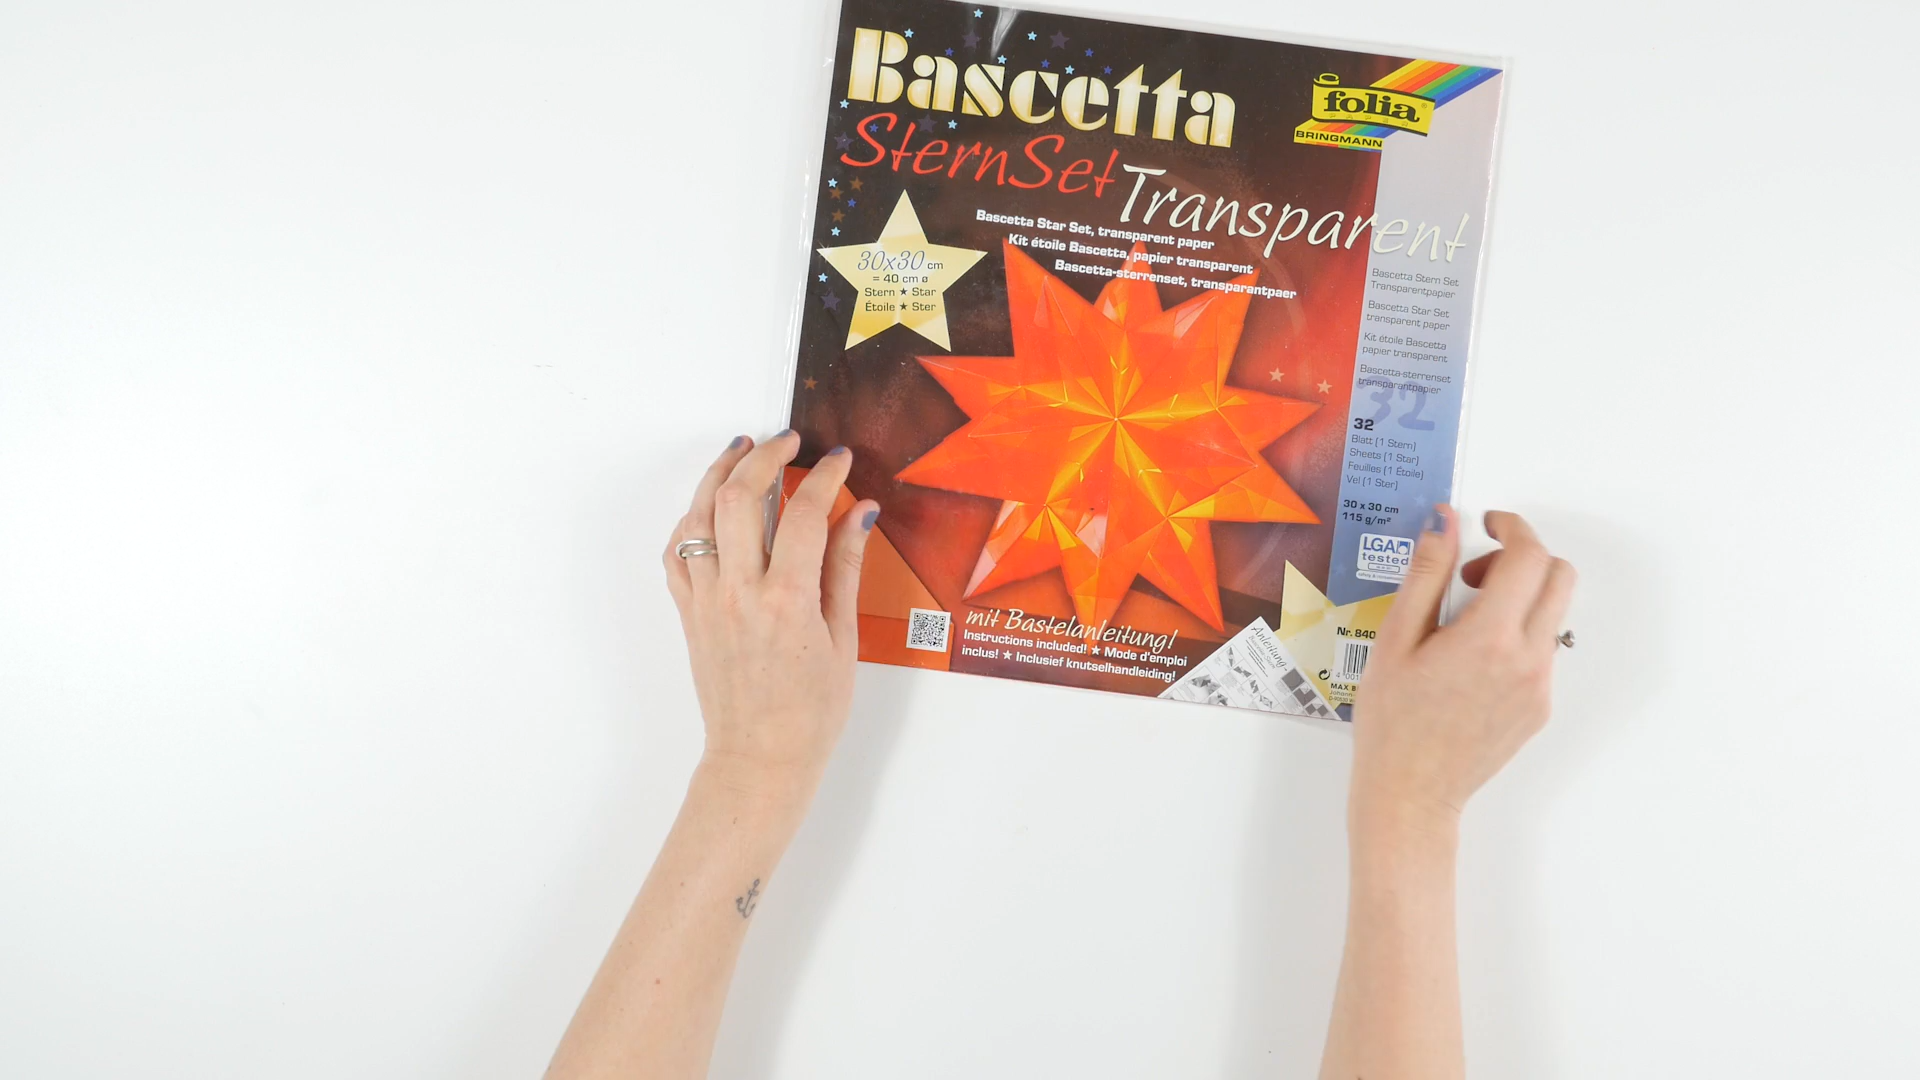 Bascetta
SternSet Transparent
folia
PAPER
BRINGMANN
Bascetta Star Set, transparent paper
Kit étoile Bascetta, papier transparent
Bascetta-sterrenset, transparantpaer
30x30 cm
= 40 cm ø
Stern ★ Star
Étoile ★ Ster
Bascetta Stern Set
Transparentpapier
Bascetta Star Set
transparent paper
Kit étoile Bascetta
papier transparent
Bascetta-sterrenset
transparantpapier
32
32
Blatt (1 Stern)
Sheets (1 Star)
Feuilles (1 Étoile)
Vel (1 Ster)
30 x 30 cm
115 g/m²
LGA
tested
mit Bastelanleitung!
Instructions included! ★ Mode d'emploi
inclus! ★ Inclusief knutselhandleiding!
Anleitung
Nr. 840
MAX B